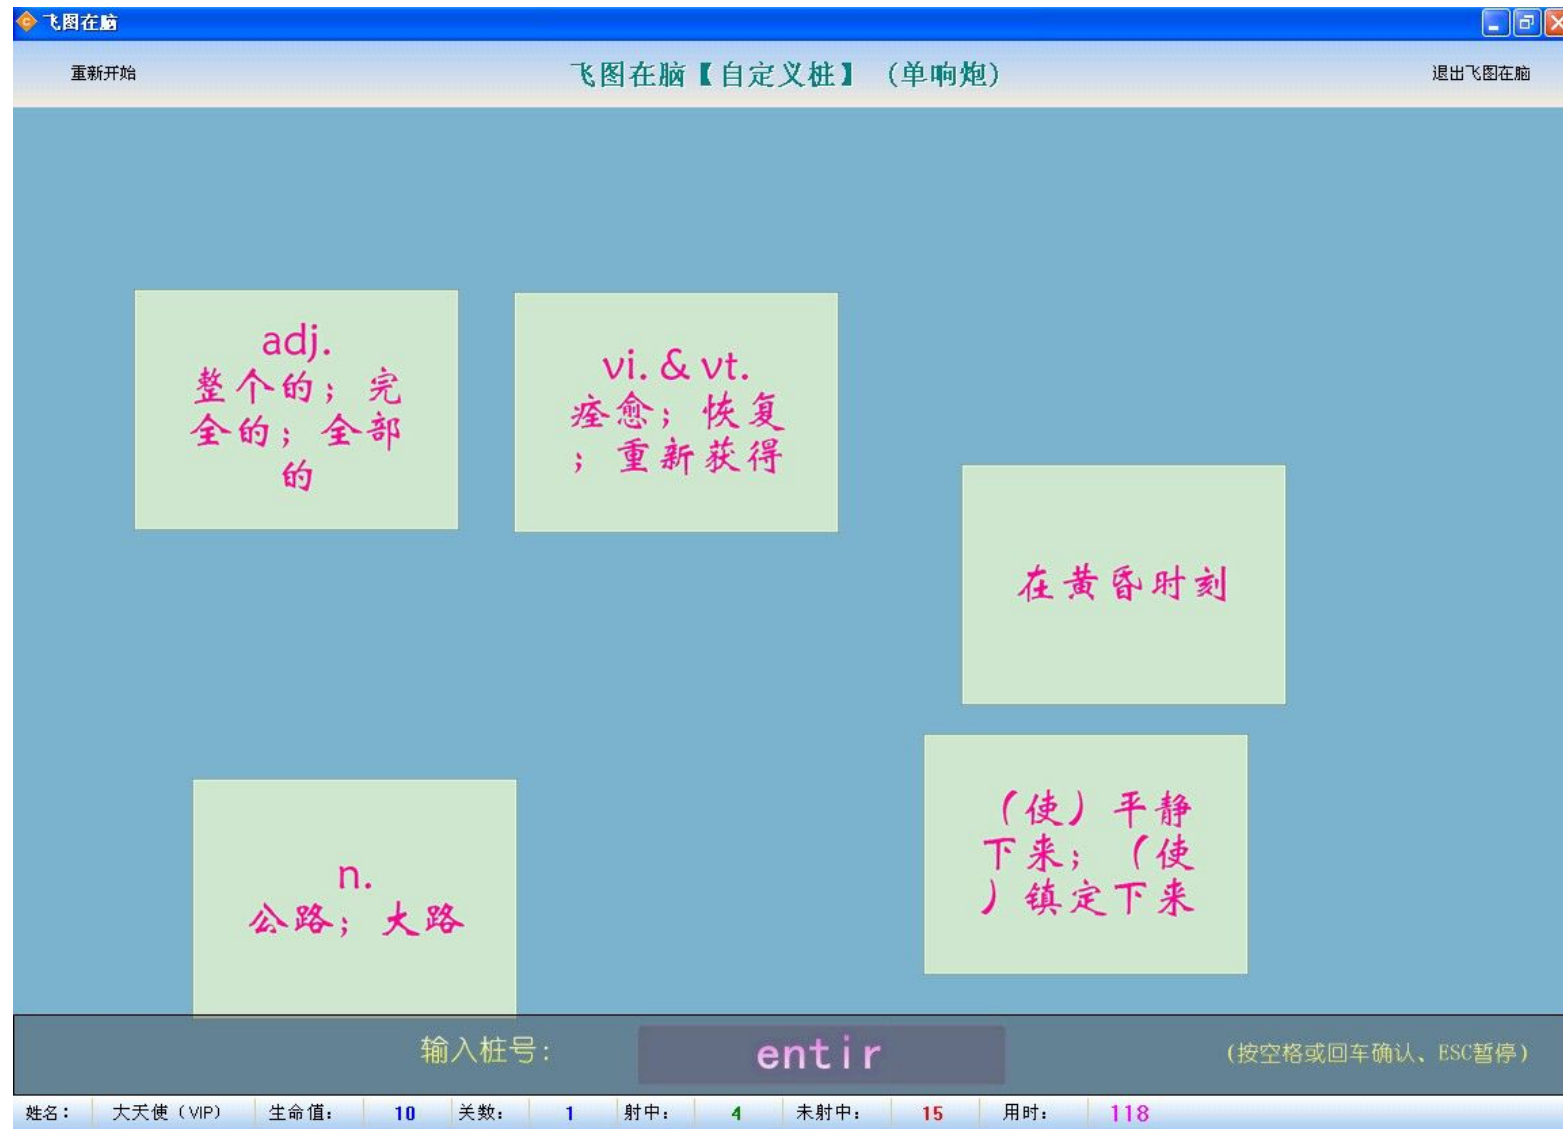 飞图在脑
重新开始
飞图在脑【自定义桩】（单响炮）
退出飞图在脑
adj.
整个的；完
全的；全部
的
vi. & vt.
痊愈；恢复
；重新获得
在黄昏时刻
（使）平静
下来；（使
）镇定下来
n.
公路；大路
输入桩号：
entir
（按空格或回车确认、ESC暂停）
姓名： 大天使（VIP） 生命值： 10 关数： 1 射中： 4 未射中： 15 用时： 118